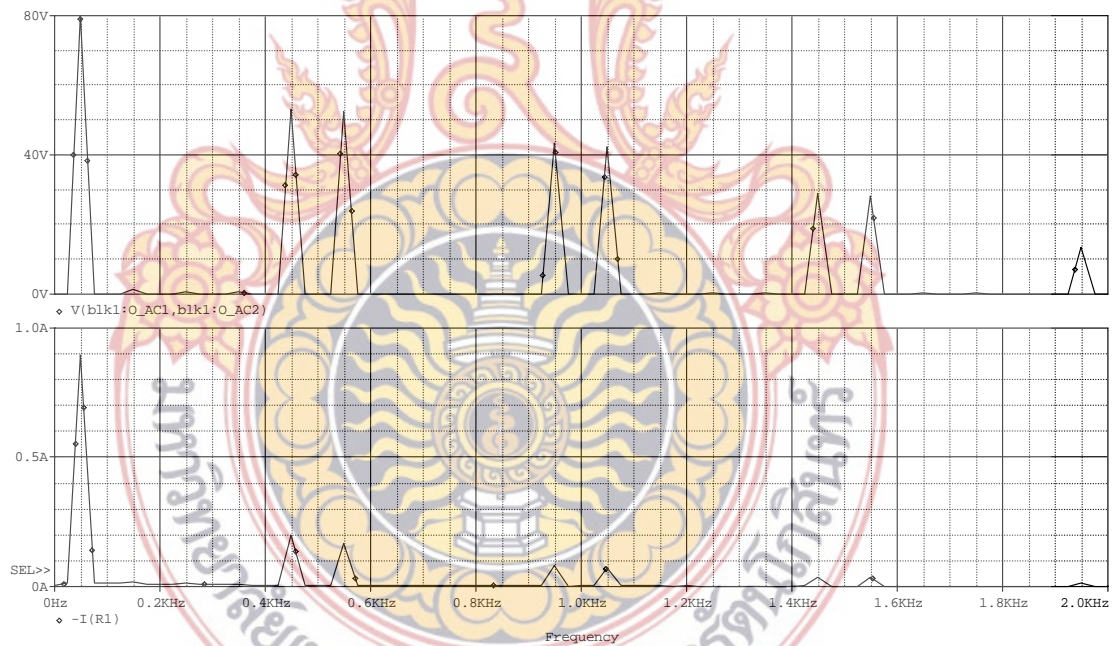 80V
40V
0V
V(blk1:O_AC1,blk1:O_AC2)
1.0A
0.5A
SEL>>
0A
0Hz 0.2KHz 0.4KHz 0.6KHz 0.8KHz 1.0KHz 1.2KHz 1.4KHz 1.6KHz 1.8KHz 2.0KHz
-I(R1)
Frequency